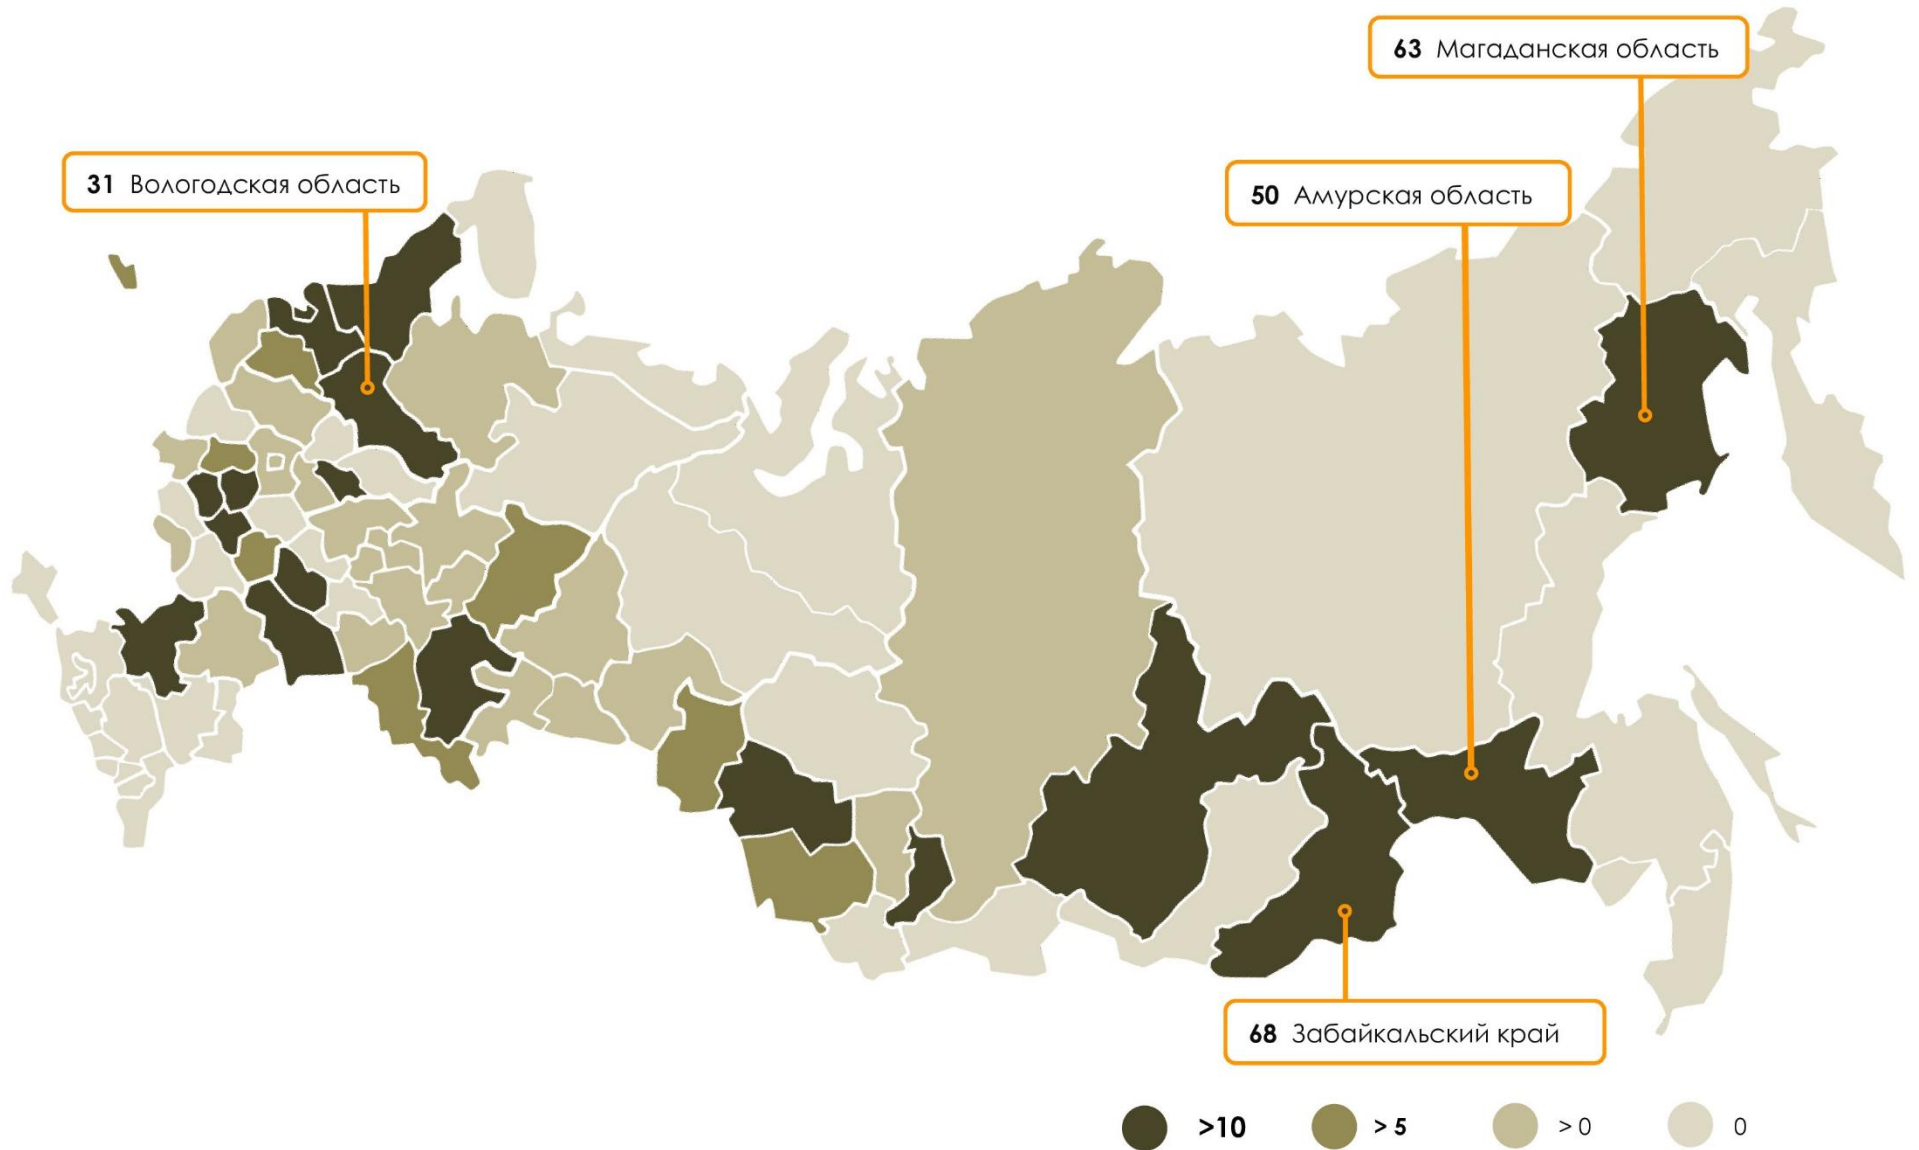 63 Магаданская область
31 Вологодская область
50 Амурская область
68 Забайкальский край
>10
> 5
> 0
0